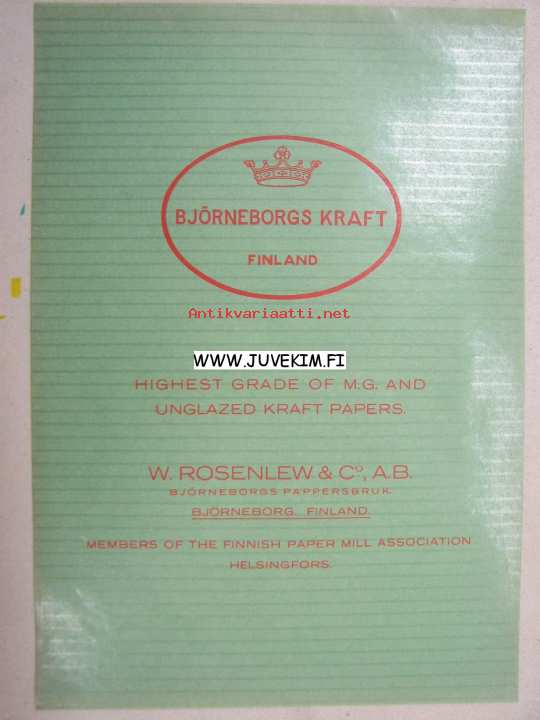 BJÖRNEBORGS KRAFT
FINLAND
Antikvariaatti.net
WWW.JUVEKIM.FI
HIGHEST GRADE OF M.G. AND
UNGLAZED KRAFT PAPERS.
W. ROSENLEW & Cº, A.B.
BJÖRNEBORGS PAPPERSBRUK.
BJÖRNEBORG, FINLAND.
MEMBERS OF THE FINNISH PAPER MILL ASSOCIATION
HELSINGFORS.